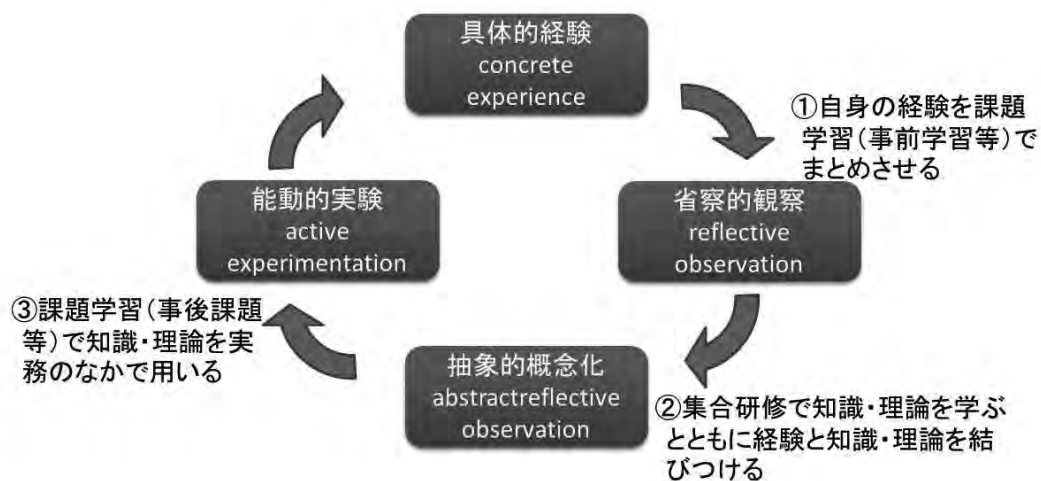 具体的経験
concrete
experience
①自身の経験を課題
学習(事前学習等)で
まとめさせる
能動的実験
active
experimentation
省察的観察
reflective
observation
③課題学習(事後課題
等)で知識・理論を実
務のなかで用いる
抽象的概念化
abstractreflective
observation
②集合研修で知識・理論を学ぶ
とともに経験と知識・理論を結
びつける